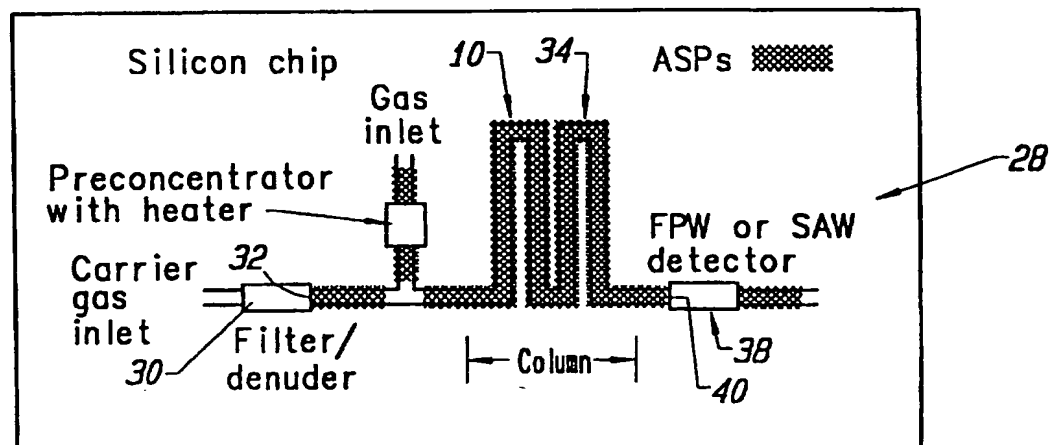 Silicon chip
10
34
ASPs
Gas
inlet
28
Preconcentrator
with heater
FPW or SAW
detector
Carrier
gas
inlet
32
30
Filter/
denuder
Column
38
40